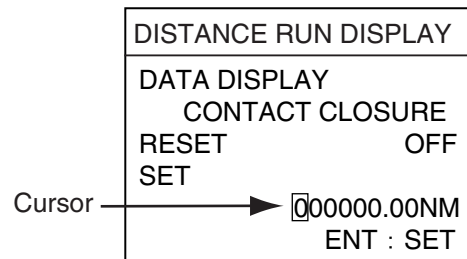 DISTANCE RUN DISPLAY
DATA DISPLAY
CONTACT CLOSURE
RESET OFF
SET
Cursor 000000.00NM
ENT : SET